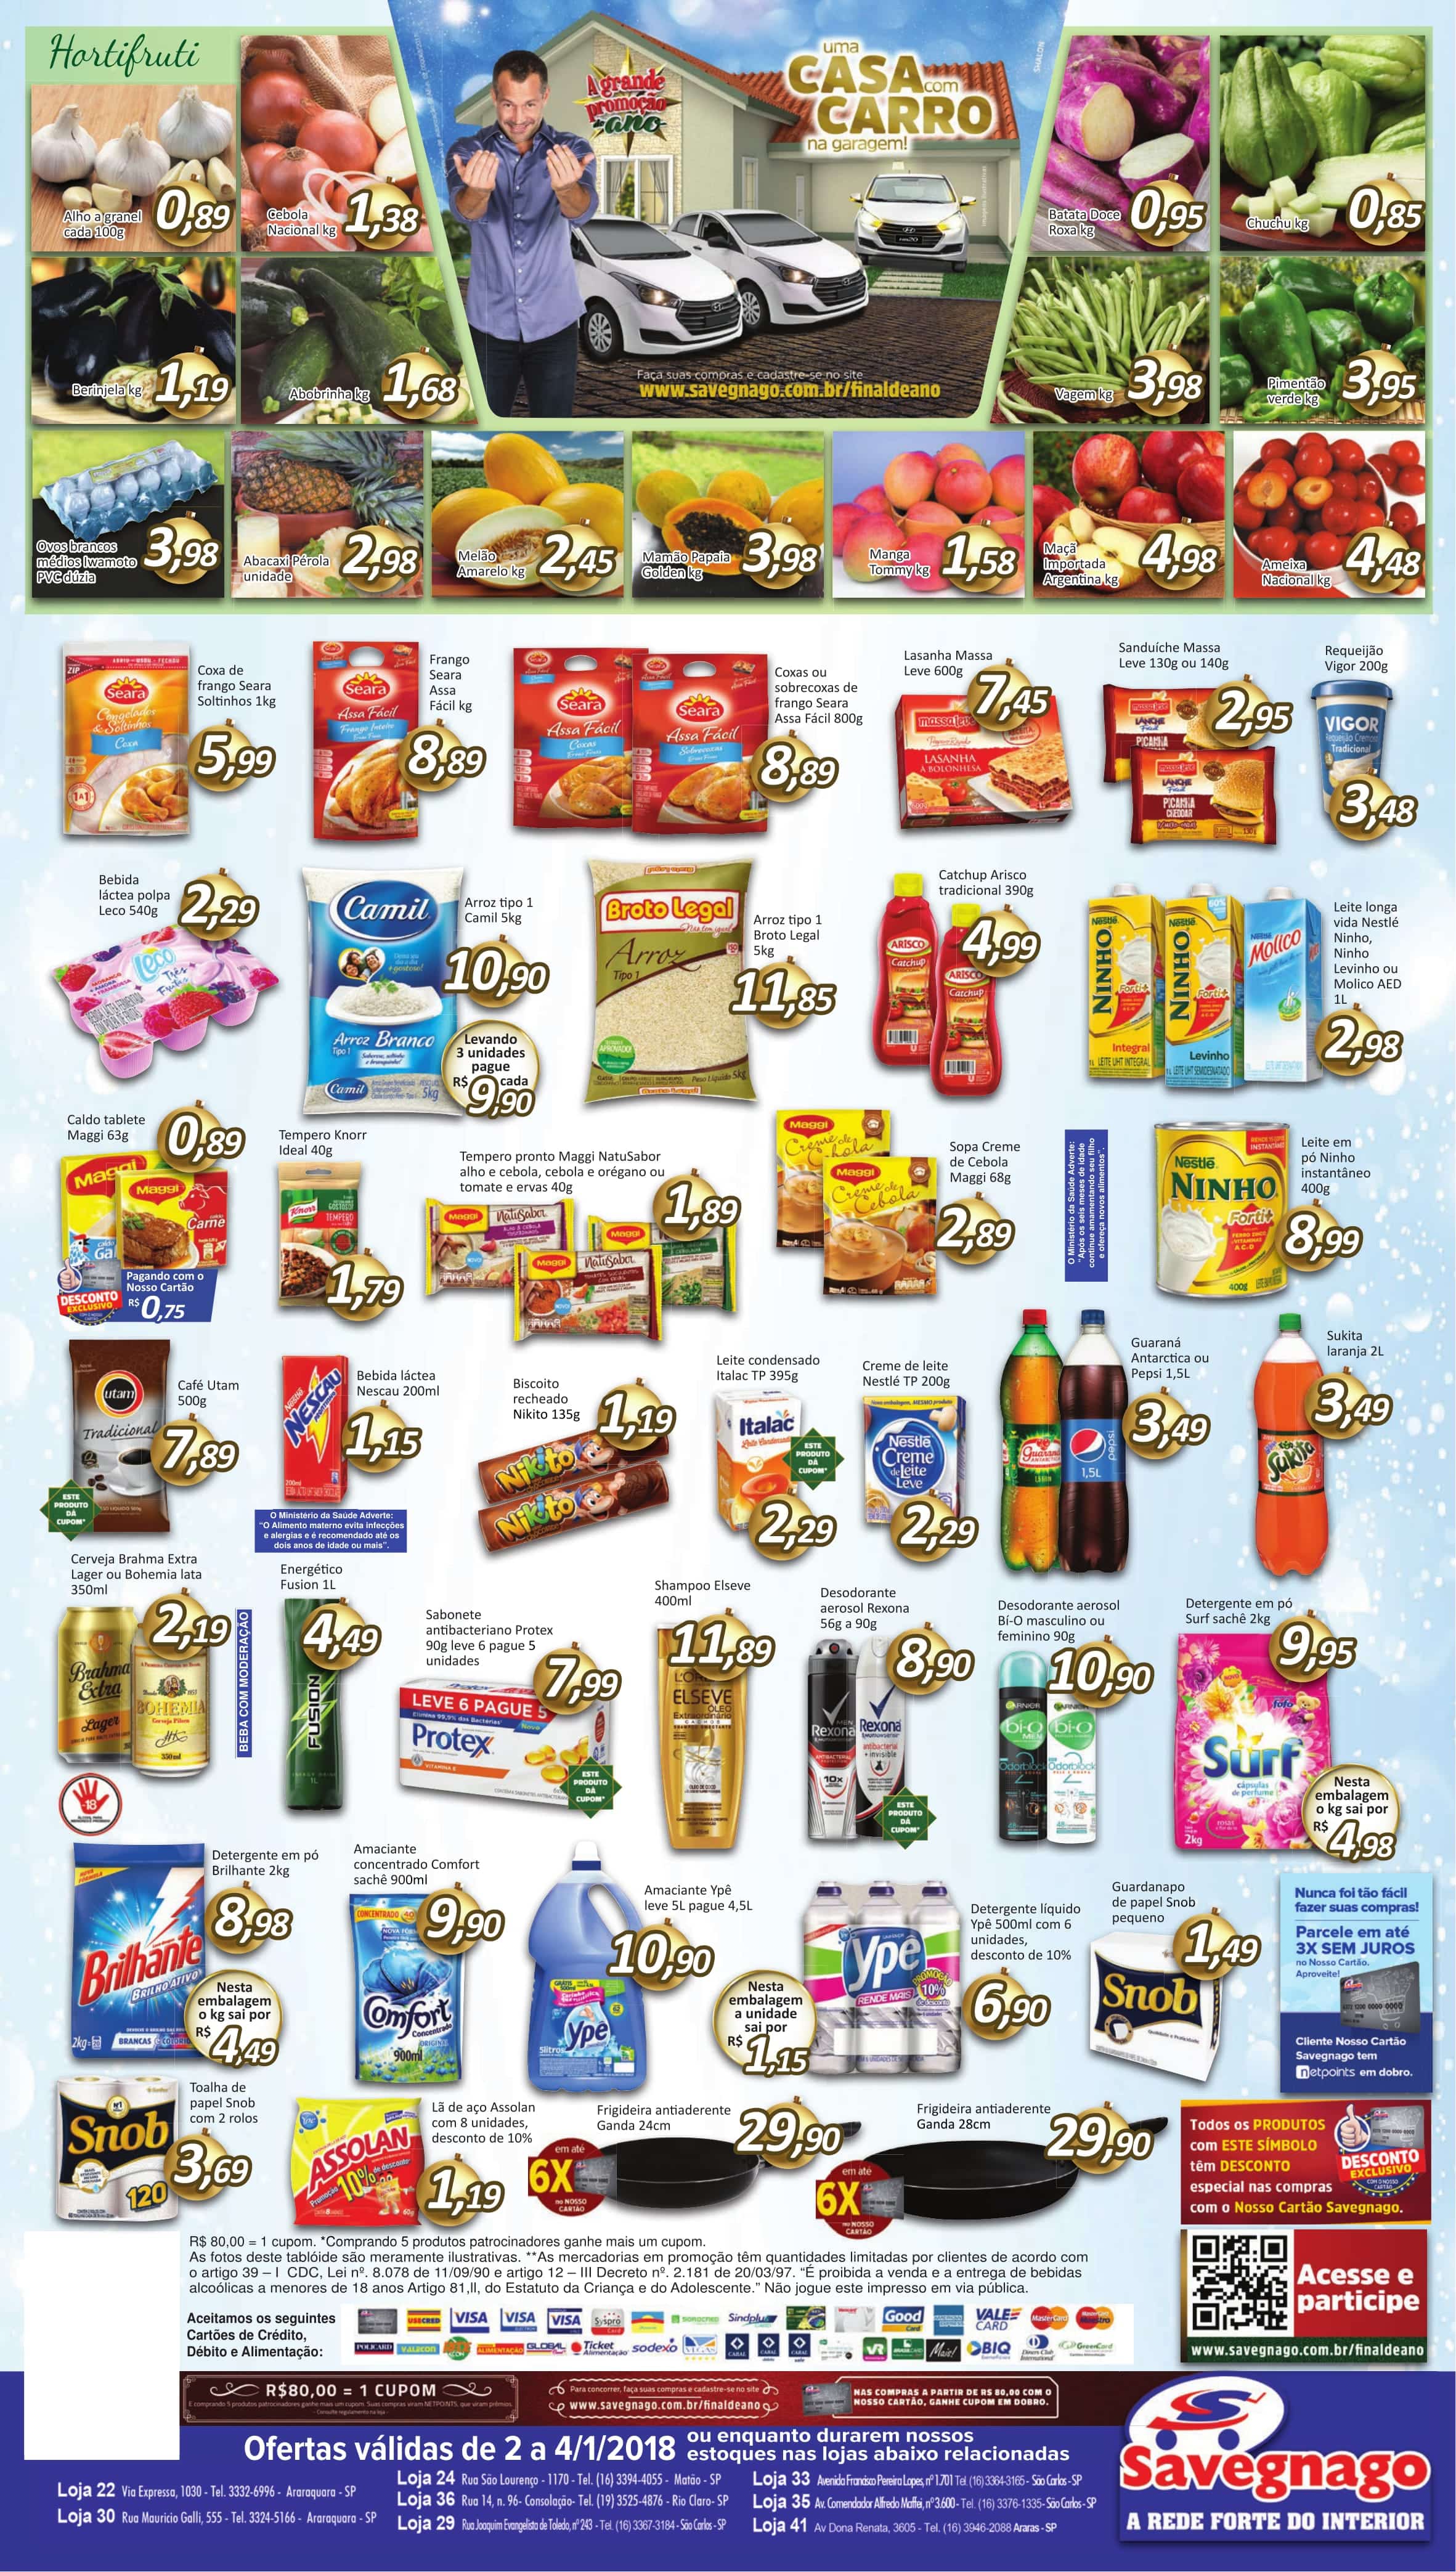 Hortifruti
Alho a granel
cada 100g
0,89
Cebola
Nacional kg
1,38
A grande
promoção
do ano
uma
CASA com
CARRO
na garagem!
Faça suas compras e cadastre-se no site
www.savegnago.com.br/finaldeano
Batata Doce
Roxa kg
0,95
Chuchu kg
0,85
Berinjela kg
1,19
Abobrinha kg
1,68
Vagem kg
3,98
Pimentão
verde kg
3,95
Ovos brancos
médios Iwamoto
PVC dúzia
3,98
Abacaxi Pérola
unidade
2,98
Melão
Amarelo kg
2,45
Mamão Papaia
Golden kg
3,98
Manga
Tommy kg
1,58
Maçã
Importada
Argentina kg
4,98
Ameixa
Nacional kg
4,48
Coxa de
frango Seara
Soltinhos 1kg
5,99
Frango
Seara
Assa
Fácil kg
8,89
Coxas ou
sobrecoxas de
frango Seara
Assa Fácil 800g
8,89
Lasanha Massa
Leve 600g
7,45
Sanduíche Massa
Leve 130g ou 140g
2,95
Requeijão
Vigor 200g
3,48
Bebida
láctea polpa
Leco 540g
2,29
Arroz tipo 1
Camil 5kg
10,90
Levando
3 unidades
pague
R$ 9,90 cada
Arroz tipo 1
Broto Legal
5kg
11,85
Catchup Arisco
tradicional 390g
4,99
Leite longa
vida Nestlé
Ninho,
Ninho
Levinho ou
Molico AED
1L
2,98
Caldo tablete
Maggi 63g
0,89
DESCONTO
EXCLUSIVO
Pagando com o
Nosso Cartão
R$ 0,75
Tempero Knorr
Ideal 40g
1,79
Tempero pronto Maggi NatuSabor
alho e cebola, cebola e orégano ou
tomate e ervas 40g
1,89
Sopa Creme
de Cebola
Maggi 68g
2,89
O Ministério da Saúde Adverte:
"Após os seis meses de idade
continue amamentando seu filho
e ofereça novos alimentos".
Leite em
pó Ninho
instantâneo
400g
8,99
Café Utam
500g
7,89
ESTE
PRODUTO
DÁ
CUPOM*
Bebida láctea
Nescau 200ml
1,15
O Ministério da Saúde Adverte:
"O Alimento materno evita infecções
e alergias e é recomendado até os
dois anos de idade ou mais".
Biscoito
recheado
Nikito 135g
1,19
Leite condensado
Italac TP 395g
ESTE
PRODUTO
DÁ
CUPOM*
2,29
Creme de leite
Nestlé TP 200g
2,29
Guaraná
Antarctica ou
Pepsi 1,5L
3,49
Sukita
laranja 2L
3,49
Cerveja Brahma Extra
Lager ou Bohemia lata
350ml
2,19
BEBA COM MODERAÇÃO
-18
Energético
Fusion 1L
4,49
Sabonete
antibacteriano Protex
90g leve 6 pague 5
unidades
7,99
LEVE 6 PAGUE 5
Protex
ESTE
PRODUTO
DÁ
CUPOM*
Shampoo Elseve
400ml
11,89
Desodorante
aerosol Rexona
56g a 90g
8,90
ESTE
PRODUTO
DÁ
CUPOM*
Desodorante aerosol
Bí-O masculino ou
feminino 90g
10,90
Detergente em pó
Surf sachê 2kg
9,95
Nesta
embalagem
o kg sai por
R$ 4,98
Detergente em pó
Brilhante 2kg
8,98
Nesta
embalagem
o kg sai por
R$ 4,49
Amaciante
concentrado Comfort
sachê 900ml
9,90
Amaciante Ypê
leve 5L pague 4,5L
10,90
Nesta
embalagem
a unidade
sai por
R$ 1,15
Detergente líquido
Ypê 500ml com 6
unidades,
desconto de 10%
6,90
Guardanapo
de papel Snob
pequeno
1,49
Nunca foi tão fácil
fazer suas compras!
Parcele em até
3X SEM JUROS
no Nosso Cartão.
Aproveite!
Cliente Nosso Cartão
Savegnago tem
netpoints em dobro.
Toalha de
papel Snob
com 2 rolos
3,69
Lã de aço Assolan
com 8 unidades,
desconto de 10%
1,19
Frigideira antiaderente
Ganda 24cm
29,90
em até
6X
no NOSSO
CARTÃO
Frigideira antiaderente
Ganda 28cm
29,90
em até
6X
no NOSSO
CARTÃO
Todos os PRODUTOS
com ESTE SÍMBOLO
têm DESCONTO
especial nas compras
com o Nosso Cartão Savegnago.
DESCONTO
EXCLUSIVO
R$ 80,00 = 1 cupom. *Comprando 5 produtos patrocinadores ganhe mais um cupom.
As fotos deste tablóide são meramente ilustrativas. **As mercadorias em promoção têm quantidades limitadas por clientes de acordo com
o artigo 39 – I CDC, Lei nº. 8.078 de 11/09/90 e artigo 12 – III Decreto nº. 2.181 de 20/03/97. "É proibida a venda e a entrega de bebidas
alcoólicas a menores de 18 anos Artigo 81,ll, do Estatuto da Criança e do Adolescente." Não jogue este impresso em via pública.
Aceitamos os seguintes
Cartões de Crédito,
Débito e Alimentação:
Acesse e
participe
www.savegnago.com.br/finaldeano
R$80,00 = 1 CUPOM
E comprando 5 produtos patrocinadores ganhe mais um cupom. Suas compras viram NETPOINTS, que viram prêmios.
- Consulte regulamento na loja -
Para concorrer, faça suas compras e cadastre-se no site
www.savegnago.com.br/finaldeano
NAS COMPRAS A PARTIR DE R$ 80,00 COM O
NOSSO CARTÃO, GANHE CUPOM EM DOBRO.
Ofertas válidas de 2 a 4/1/2018 ou enquanto durarem nossos
estoques nas lojas abaixo relacionadas
Loja 22 Via Expressa, 1030 - Tel. 3332-6996 - Araraquara - SP
Loja 30 Rua Mauricio Galli, 555 - Tel. 3324-5166 - Araraquara - SP
Loja 24 Rua São Lourenço - 1170 - Tel. (16) 3394-4055 - Matão - SP
Loja 36 Rua 14, n. 96- Consolação- Tel. (19) 3525-4876 - Rio Claro- SP
Loja 29 Rua Joaquim Evangelista de Toledo, nº 243 - Tel. (16) 3367-3184 - São Carlos - SP
Loja 33 Avenida Francisco Pereira Lopes, nº 1.701 Tel. (16) 3364-3165 - São Carlos - SP
Loja 35 Av. Comendador Alfredo Maffei, nº 3.600 - Tel. (16) 3376-1335- São Carlos - SP
Loja 41 Av Dona Renata, 3605 - Tel. (16) 3946-2088 Araras - SP
Savegnago
A REDE FORTE DO INTERIOR